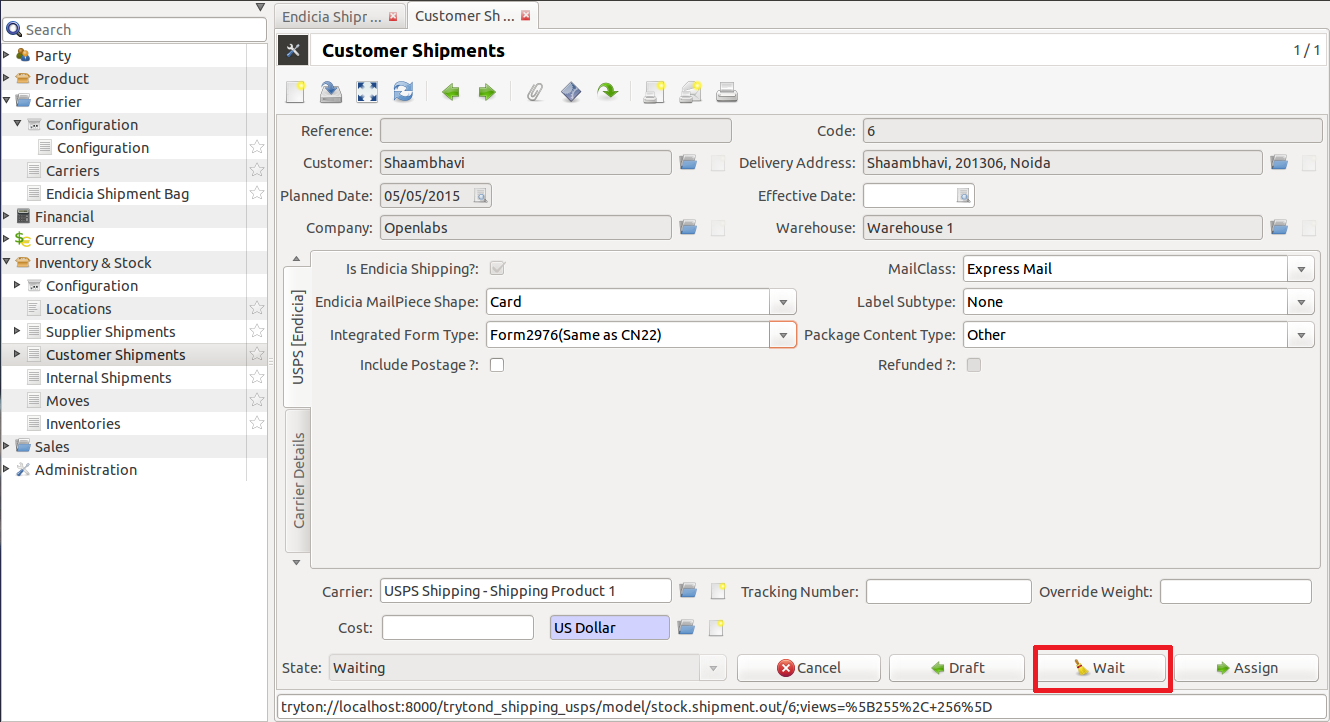 Search
Party
Product
Carrier
Configuration
Configuration
Carriers
Endicia Shipment Bag
Financial
Currency
Inventory & Stock
Configuration
Locations
Supplier Shipments
Customer Shipments
Internal Shipments
Moves
Inventories
Sales
Administration
Endicia Shipr ...
Customer Sh ...
Customer Shipments
1 / 1
Reference:
Code: 6
Customer: Shaambhavi
Delivery Address: Shaambhavi, 201306, Noida
Planned Date: 05/05/2015
Effective Date:
Company: Openlabs
Warehouse: Warehouse 1
USPS [Endicia]
Carrier Details
Is Endicia Shipping?:
MailClass: Express Mail
Endicia MailPiece Shape: Card
Label Subtype: None
Integrated Form Type: Form2976(Same as CN22)
Package Content Type: Other
Include Postage ?:
Refunded ?:
Carrier: USPS Shipping - Shipping Product 1
Tracking Number:
Override Weight:
Cost:
US Dollar
State: Waiting
Cancel
Draft
Wait
Assign
tryton://localhost:8000/trytond_shipping_usps/model/stock.shipment.out/6;views=%5B255%2C+256%5D